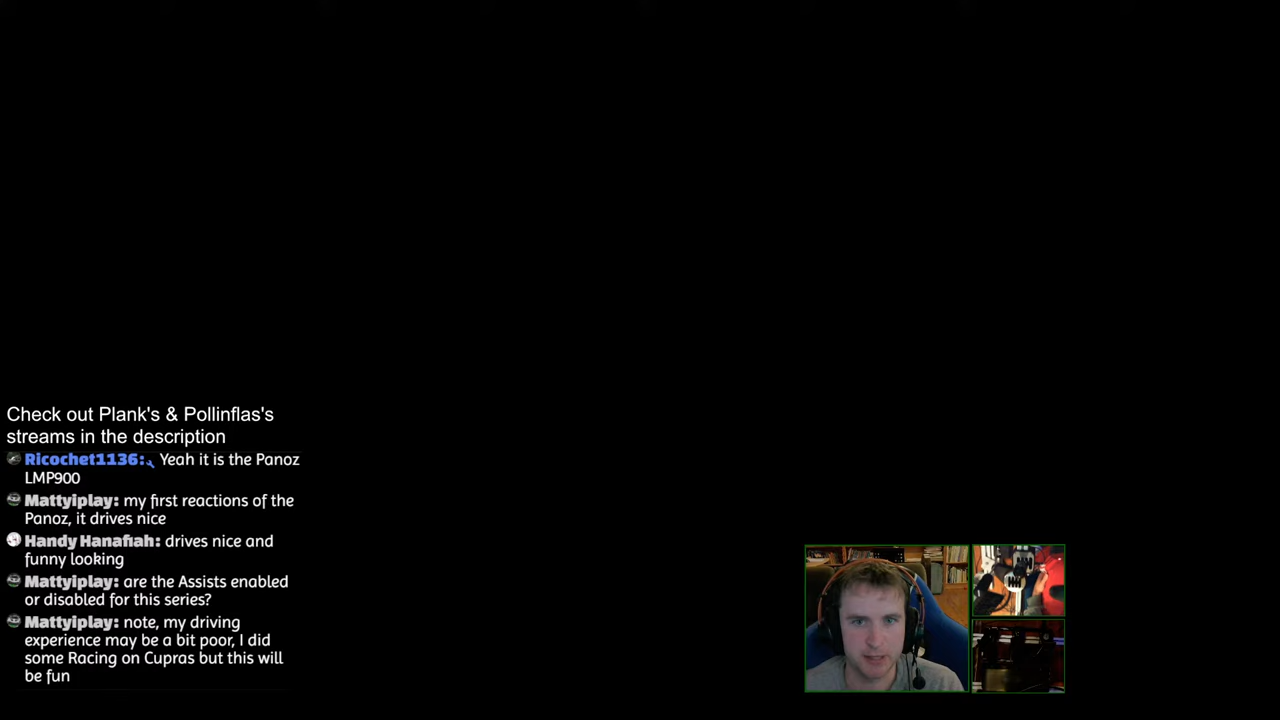 Check out Plank's & Pollinflas's
streams in the description
Ricochet1136: Yeah it is the Panoz
LMP900
Mattyiplay: my first reactions of the
Panoz, it drives nice
Handy Hanafiah: drives nice and
funny looking
Mattyiplay: are the Assists enabled
or disabled for this series?
Mattyiplay: note, my driving
experience may be a bit poor, I did
some Racing on Cupras but this will
be fun